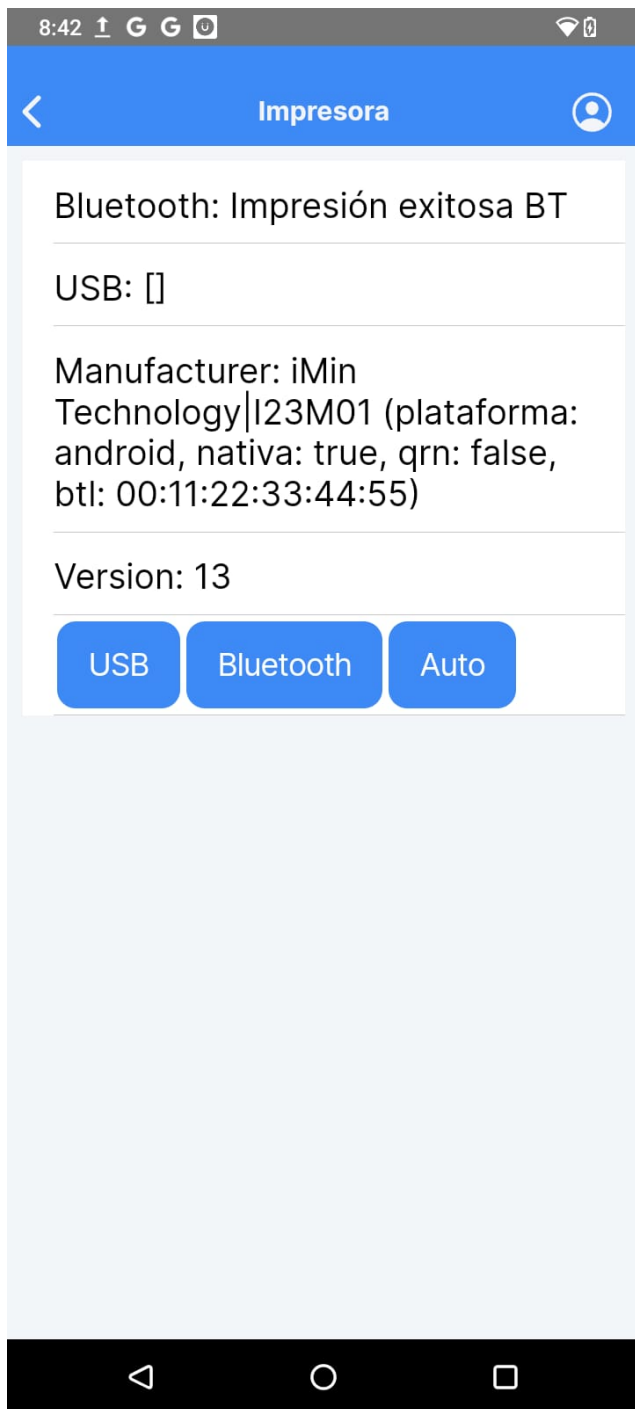 8:42 G G
Impresora
Bluetooth: Impresión exitosa BT
USB: []
Manufacturer: iMin
Technology|I23M01 (plataforma:
android, nativa: true, qrn: false,
btl: 00:11:22:33:44:55)
Version: 13
USB Bluetooth Auto